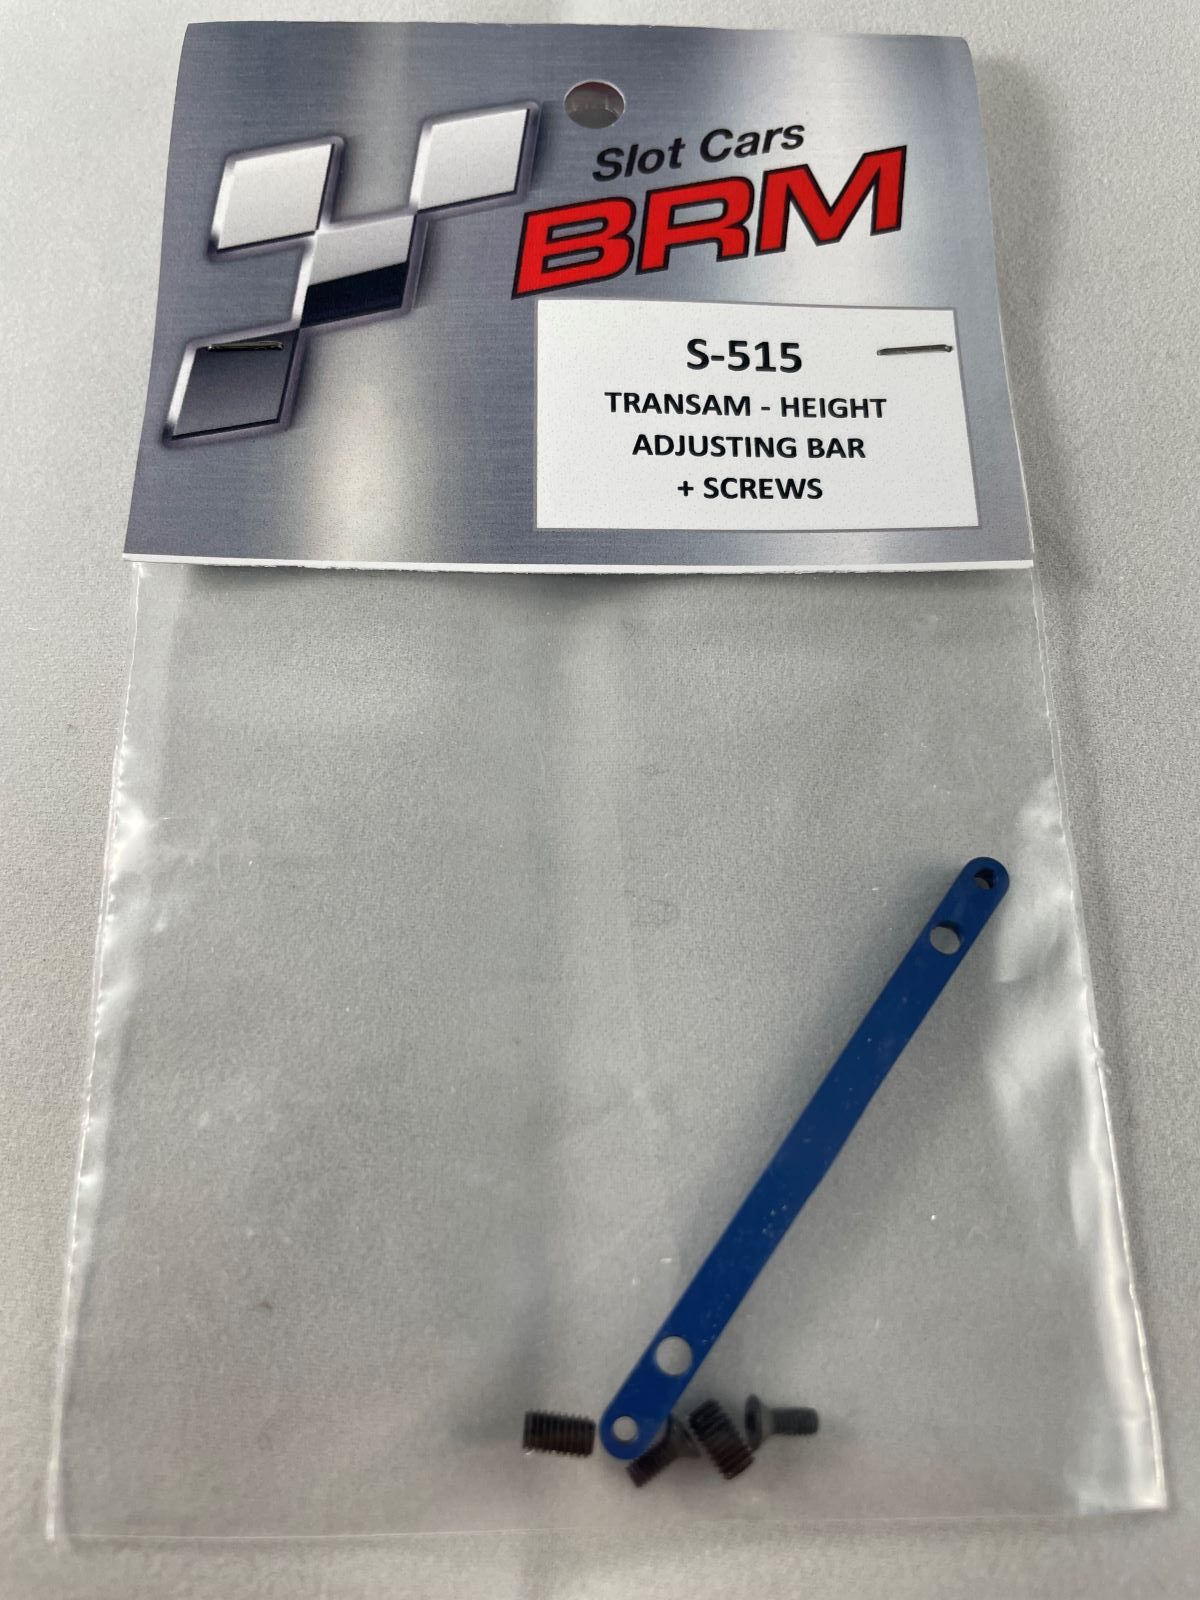 Slot Cars
BRM
S-515
TRANSAM - HEIGHT
ADJUSTING BAR
+ SCREWS